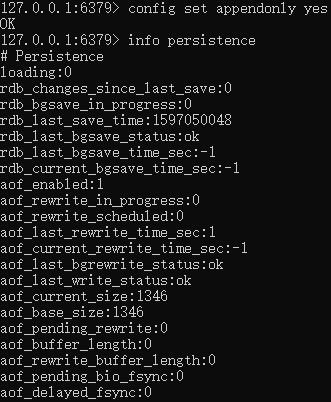 127.0.0.1:6379> config set appendonly yes
OK
127.0.0.1:6379> info persistence
# Persistence
loading:0
rdb_changes_since_last_save:0
rdb_bgsave_in_progress:0
rdb_last_save_time:1597050048
rdb_last_bgsave_status:ok
rdb_last_bgsave_time_sec:-1
rdb_current_bgsave_time_sec:-1
aof_enabled:1
aof_rewrite_in_progress:0
aof_rewrite_scheduled:0
aof_last_rewrite_time_sec:1
aof_current_rewrite_time_sec:-1
aof_last_bgrewrite_status:ok
aof_last_write_status:ok
aof_current_size:1346
aof_base_size:1346
aof_pending_rewrite:0
aof_buffer_length:0
aof_rewrite_buffer_length:0
aof_pending_bio_fsync:0
aof_delayed_fsync:0